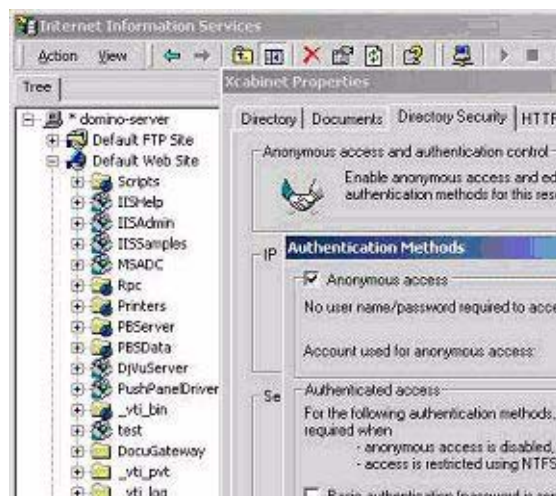 Internet Information Services
Action View
Tree
* domino-server
Default FTP Site
Default Web Site
Scripts
IISHelp
IISAdmin
IISSamples
MSADC
Rpc
Printers
PBServer
PBSData
DjVuServer
PushPanelDriver
_vti_bin
test
DocuGateway
_vti_pvt
_vti_log
Xcabinet Properties
Directory Documents Directory Security HTTP
Anonymous access and authentication control
Enable anonymous access and ed
authentication methods for this res
IP
Se
Authentication Methods
Anonymous access
No user name/password required to acce
Account used for anonymous access:
Authenticated access
For the following authentication methods,
required when
- anonymous access is disabled,
- access is restricted using NTFS
Basic authentication (password is